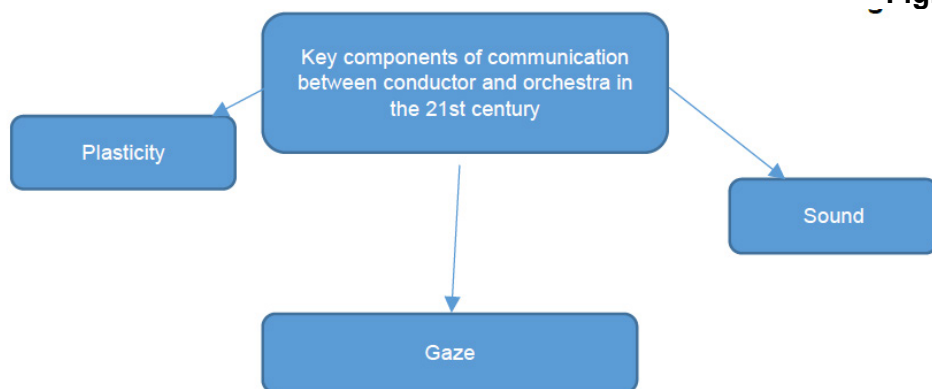 Key components of communication
between conductor and orchestra in
the 21st century
Plasticity
Sound
Gaze